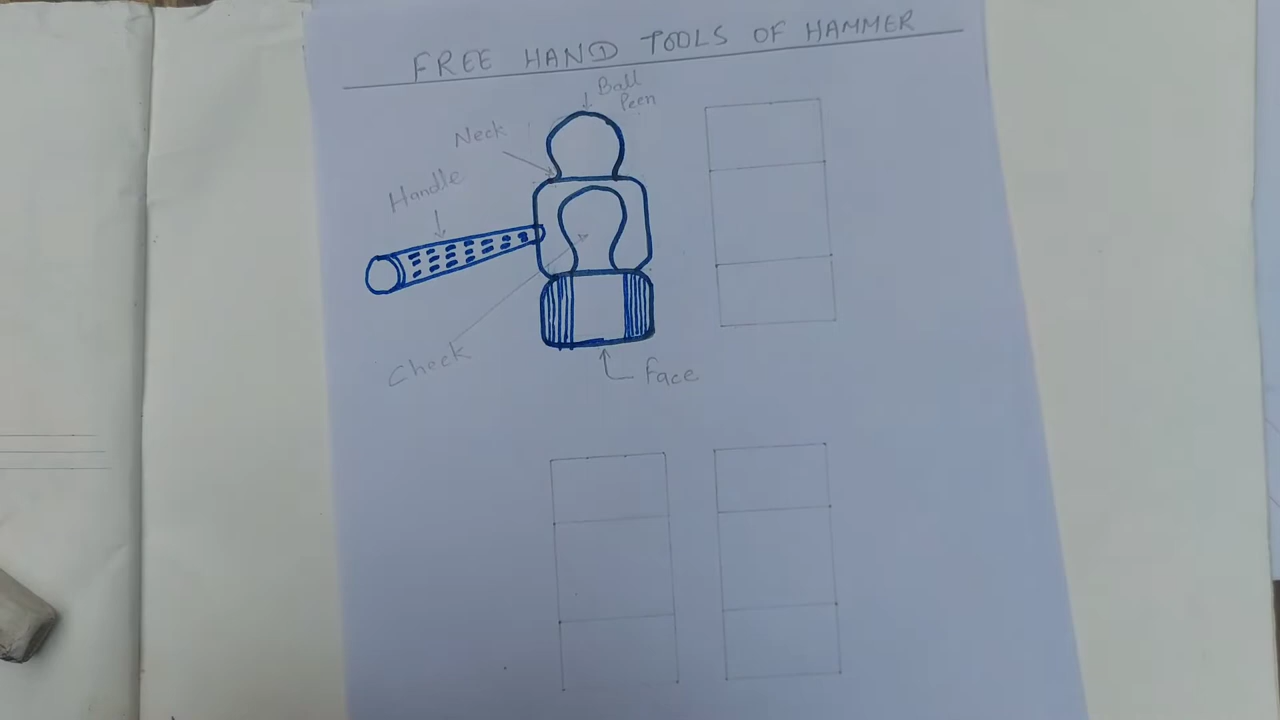 FREE HAND TOOLS OF HAMMER
Ball
Peen
Neck
Handle
Cheek
face